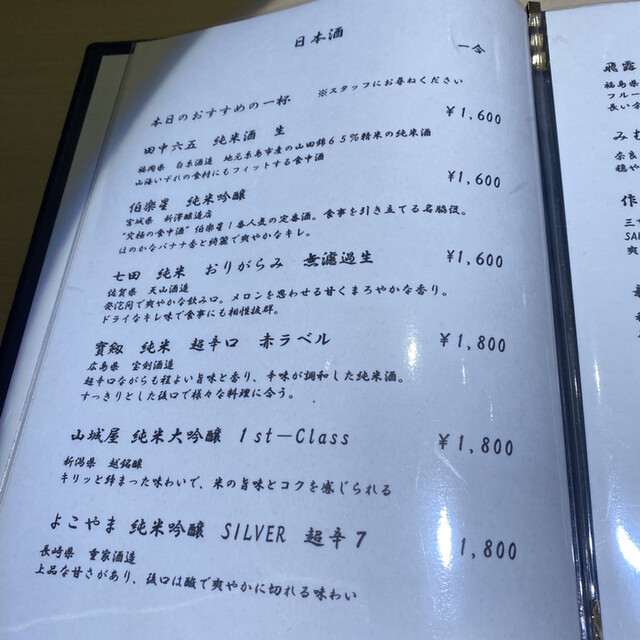 日本酒
一合
本日のおすすめの一杯 ※スタッフにお尋ねください
田中六五 純米酒 生 ¥1,600
福岡県 白糸酒造 地元糸島市産の山田錦65%精米の純米酒
山海いずれの食材にもフィットする食中酒
伯楽星 純米吟醸 ¥1,600
宮城県 新澤醸造店
"究極の食中酒"伯楽星1番人気の定番酒。食事を引き立てる名脇役。
ほのかなバナナ香と綺麗で爽やかなキレ。
七田 純米 おりがらみ 無濾過生 ¥1,600
佐賀県 天山酒造
発泡同で爽やかな飲み口。メロンを思わせる甘くまろやかな香り。
ドライなキレ味で食事にも相性抜群。
寶剱 純米 超辛口 赤ラベル ¥1,800
広島県 宝剣酒造
超辛口ながらも程よい旨味と香り、辛味が調和した純米酒。
すっきりとした後口で様々な料理に合う。
山城屋 純米大吟醸 1st-Class ¥1,800
新潟県 越銘醸
キリッと締まった味わいで、米の旨味とコクを感じられる
よこやま 純米吟醸 SILVER 超辛7 1,800
長崎県 重家酒造
上品な甘さがあり、後口は酸で爽やかに切れる味わい
飛露
福島県
フルー
長い余
みむ
奈良
穏や
作
三
SA
爽